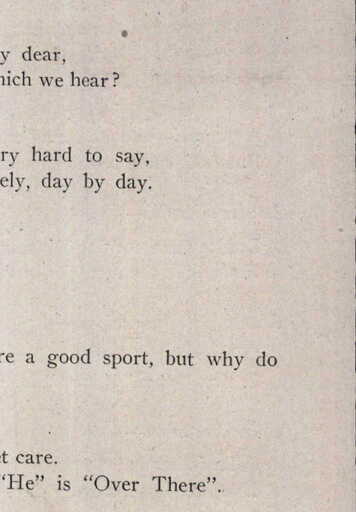 y dear,
hich we hear?
ry hard to say,
ely, day by day.
re a good sport, but why do
t care.
"He" is "Over There".